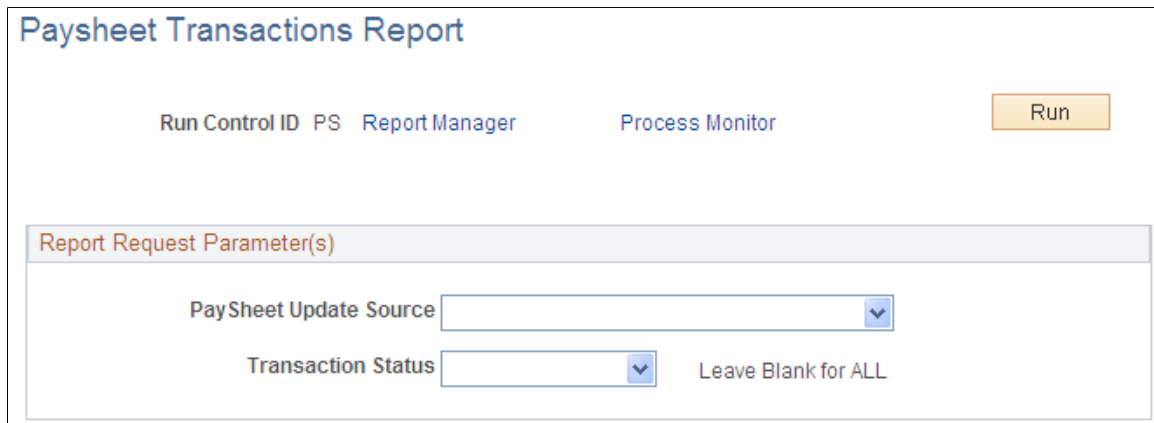 Paysheet Transactions Report
Run Control ID PS Report Manager Process Monitor Run
Report Request Parameter(s)
PaySheet Update Source
Transaction Status Leave Blank for ALL